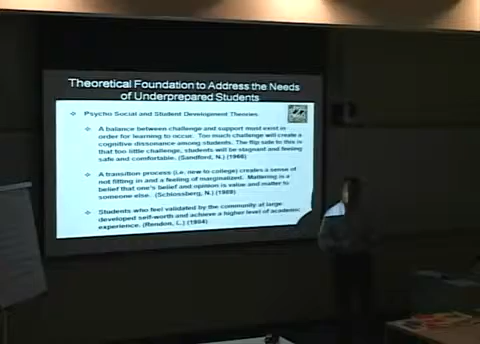 Theoretical Foundation to Address the Needs
of Underprepared Students
Psycho Social and Student Development Theories
A balance between challenge and support must exist in
order for learning to occur. Too much challenge will create a
cognitive dissonance among students. The flip side to this is
that too little challenge, students will be stagnant and feeling
safe and comfortable. (Sandford, N.) (1966)
A transition process (i.e. new to college) creates a sense of
not fitting in and a feeling of marginalized. Mattering is a
belief that one's belief and opinion is value and matter to
someone else. (Schlossberg, N.) (1989)
Students who feel validated by the community at large
developed self-worth and achieve a higher level of academic
experience. (Rendon, L.) (1994)